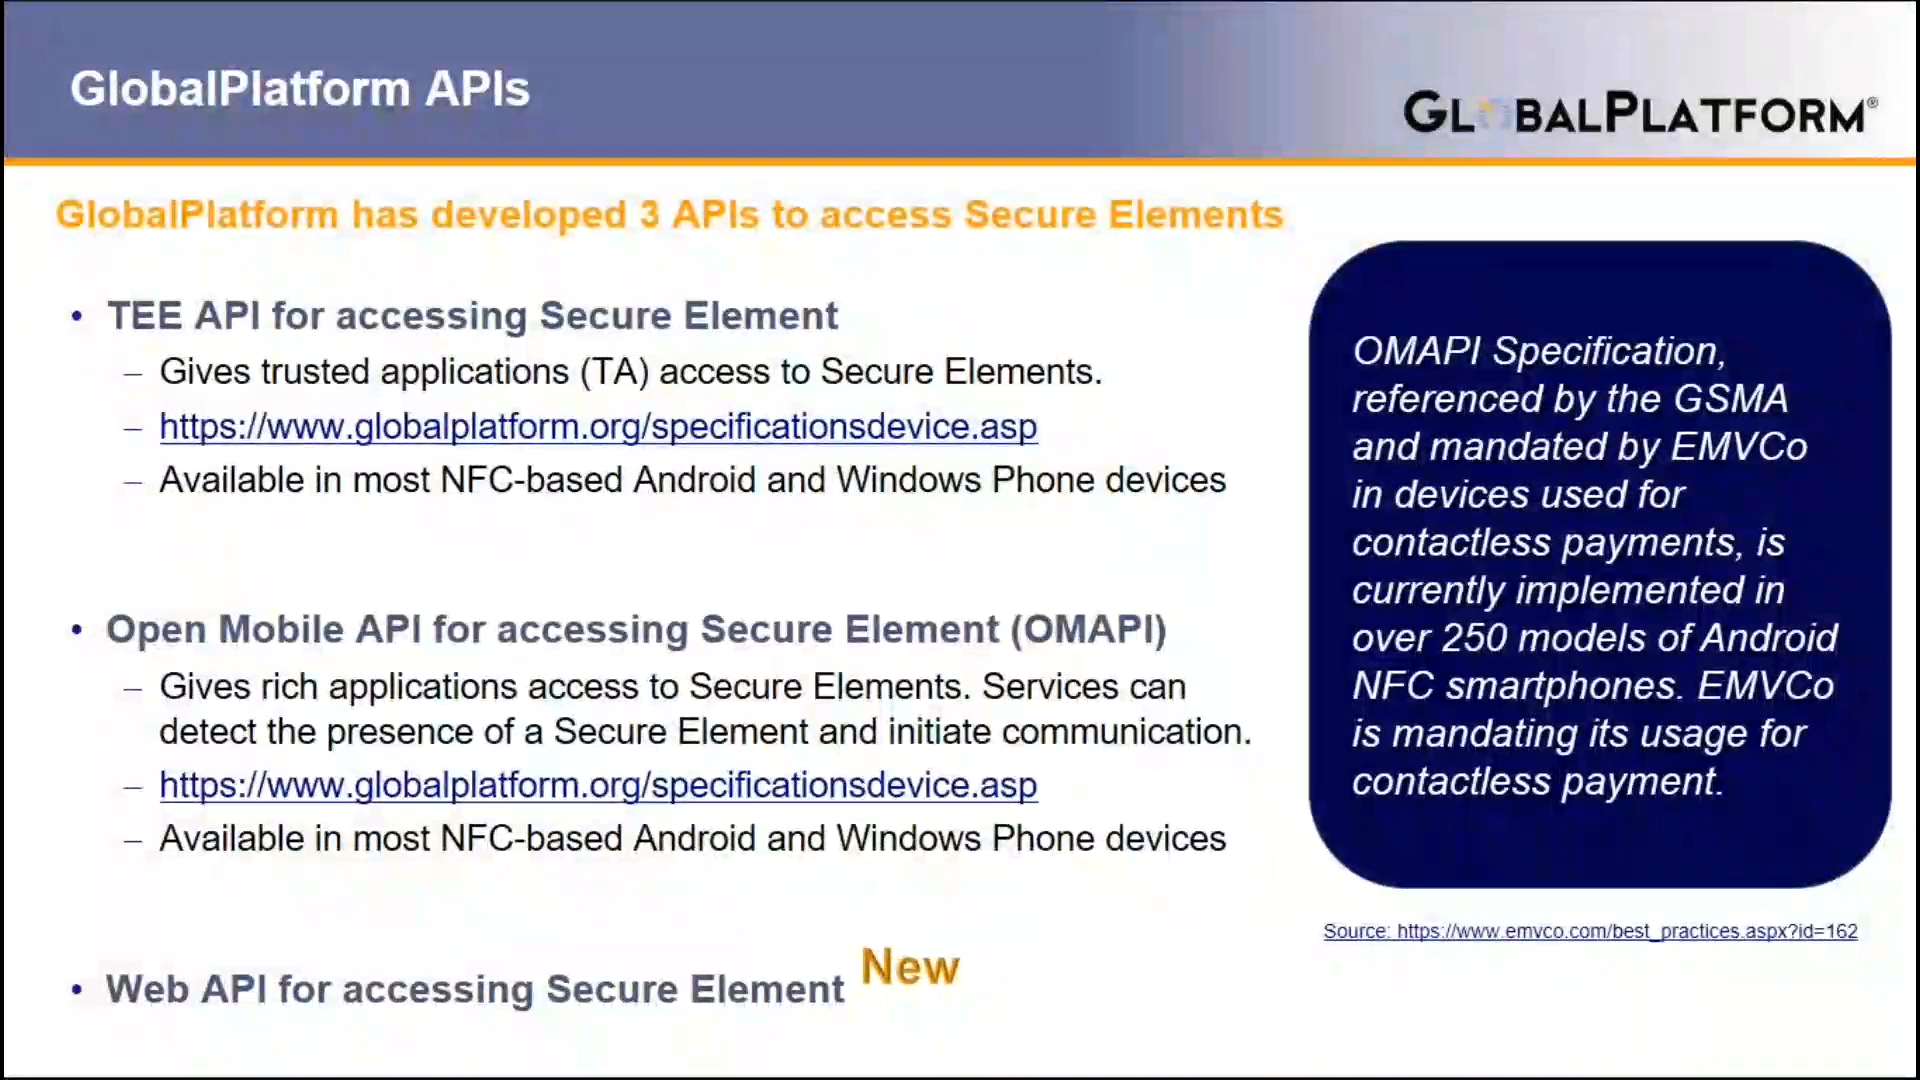 GlobalPlatform APIs
GLOBALPLATFORM®
GlobalPlatform has developed 3 APIs to access Secure Elements
• TEE API for accessing Secure Element
– Gives trusted applications (TA) access to Secure Elements.
– https://www.globalplatform.org/specificationsdevice.asp
– Available in most NFC-based Android and Windows Phone devices
• Open Mobile API for accessing Secure Element (OMAPI)
– Gives rich applications access to Secure Elements. Services can
detect the presence of a Secure Element and initiate communication.
– https://www.globalplatform.org/specificationsdevice.asp
– Available in most NFC-based Android and Windows Phone devices
• Web API for accessing Secure Element New
OMAPI Specification,
referenced by the GSMA
and mandated by EMVCo
in devices used for
contactless payments, is
currently implemented in
over 250 models of Android
NFC smartphones. EMVCo
is mandating its usage for
contactless payment.
Source: https://www.emvco.com/best_practices.aspx?id=162